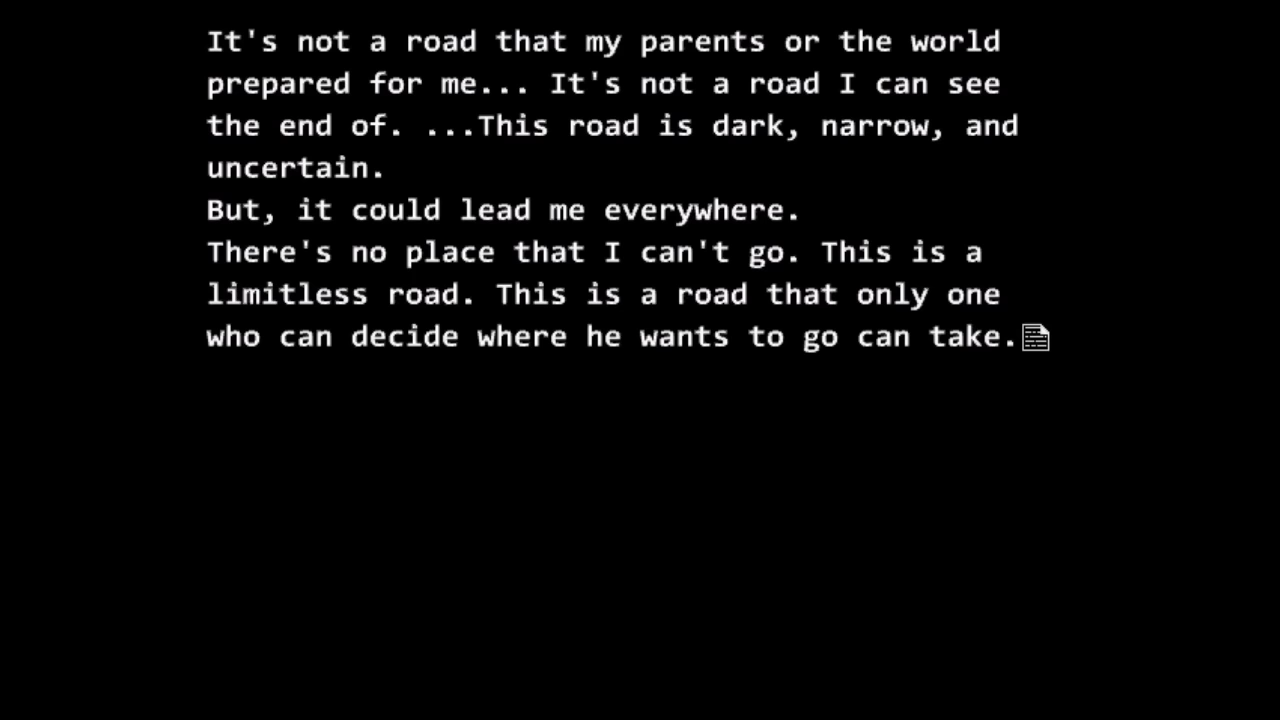 It's not a road that my parents or the world
prepared for me... It's not a road I can see
the end of. ...This road is dark, narrow, and
uncertain.
But, it could lead me everywhere.
There's no place that I can't go. This is a
limitless road. This is a road that only one
who can decide where he wants to go can take.